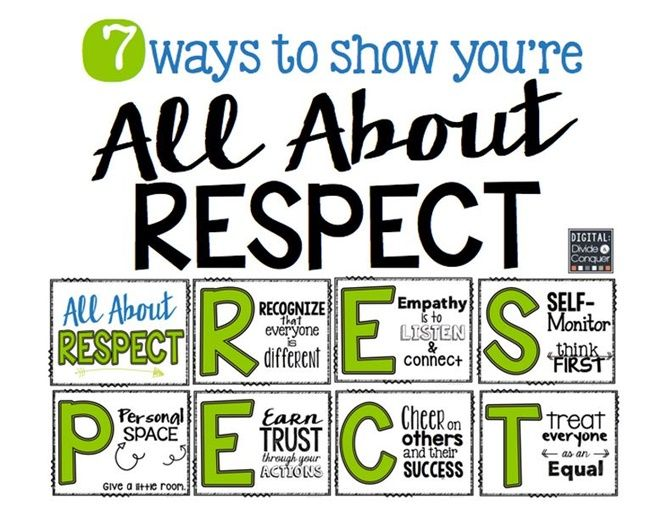 7 ways to show you're
All About
RESPECT
DIGITAL:
Divide &
Conquer
All About
RESPECT
R
RECOGNIZE
that
everyone
is
different
E
Empathy
is to
LISTEN
&
connect
S
SELF-
Monitor
think
FIRST
P
Personal
SPACE
Give a little room.
E
EARN
TRUST
through your
ACTIONS
C
Cheer on
others
and their
SUCCESS
T
treat
everyone
as an
Equal